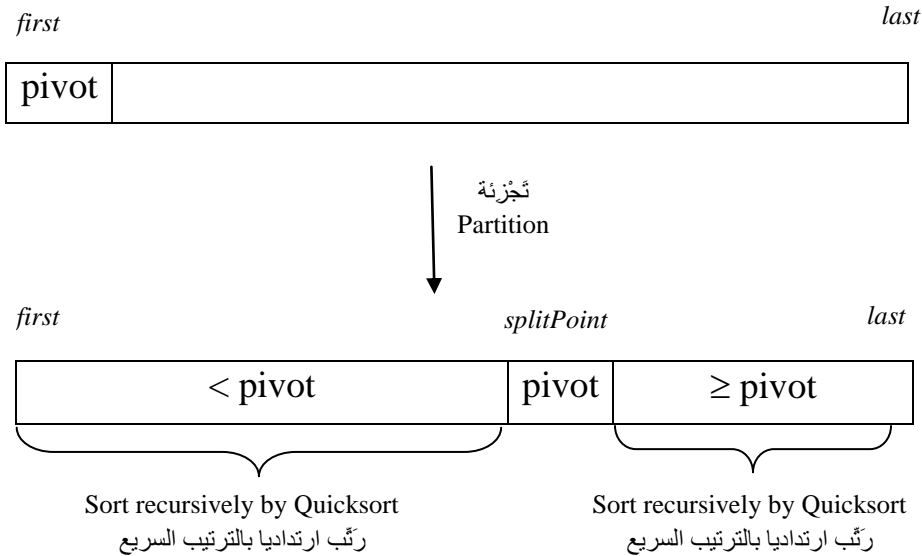 first last
pivot
تَجْزِئة
Partition
first splitPoint last
< pivot pivot ≥ pivot
Sort recursively by Quicksort Sort recursively by Quicksort
رَتِّب ارتداديا بالترتيب السريع رَتِّب ارتداديا بالترتيب السريع